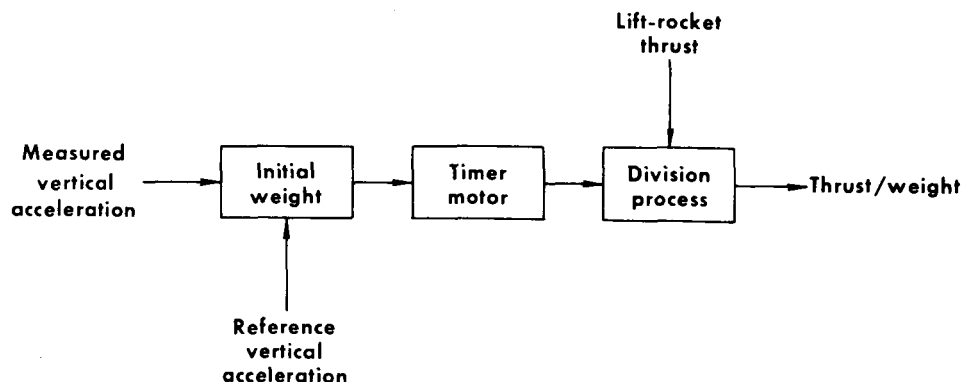 Lift-rocket
thrust
Measured
vertical
acceleration
Initial
weight
Timer
motor
Division
process
Thrust/weight
Reference
vertical
acceleration